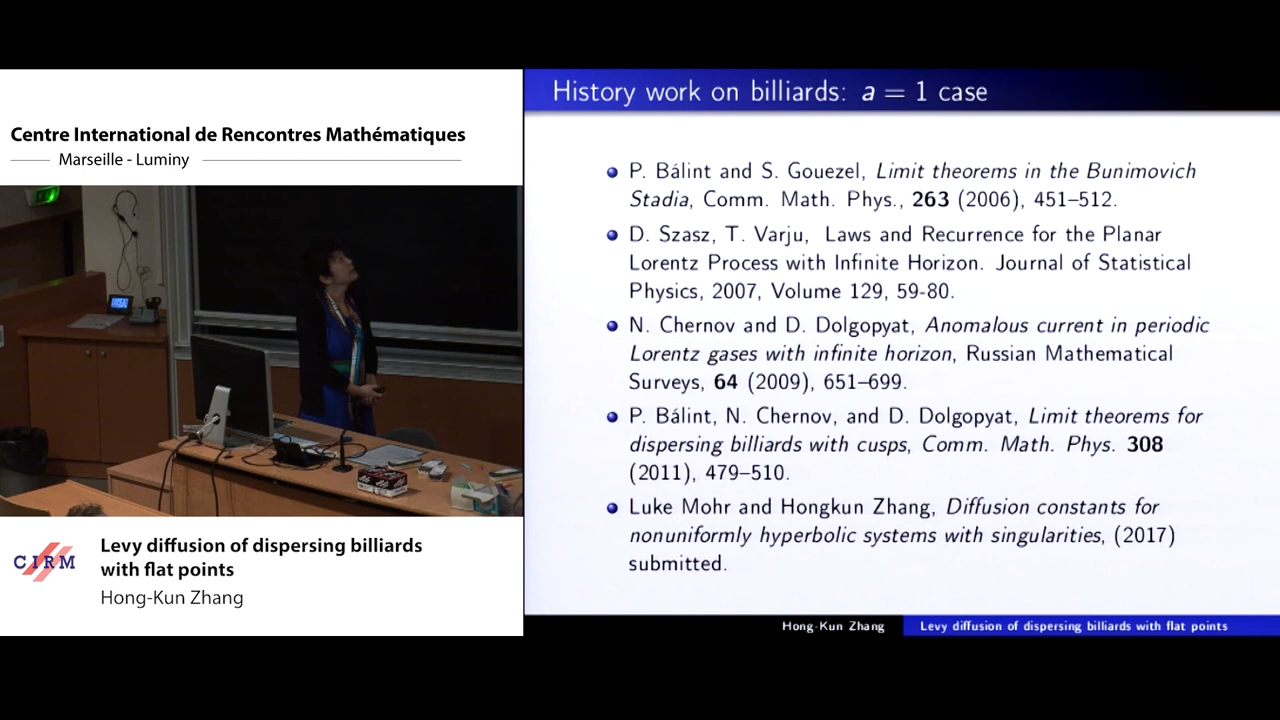 Centre International de Rencontres Mathématiques
Marseille - Luminy
CIRM
Levy diffusion of dispersing billiards
with flat points
Hong-Kun Zhang
History work on billiards: a = 1 case
P. Bálint and S. Gouezel, Limit theorems in the Bunimovich
Stadia, Comm. Math. Phys., 263 (2006), 451–512.
D. Szasz, T. Varju, Laws and Recurrence for the Planar
Lorentz Process with Infinite Horizon. Journal of Statistical
Physics, 2007, Volume 129, 59-80.
N. Chernov and D. Dolgopyat, Anomalous current in periodic
Lorentz gases with infinite horizon, Russian Mathematical
Surveys, 64 (2009), 651–699.
P. Bálint, N. Chernov, and D. Dolgopyat, Limit theorems for
dispersing billiards with cusps, Comm. Math. Phys. 308
(2011), 479–510.
Luke Mohr and Hongkun Zhang, Diffusion constants for
nonuniformly hyperbolic systems with singularities, (2017)
submitted.
Hong-Kun Zhang
Levy diffusion of dispersing billiards with flat points